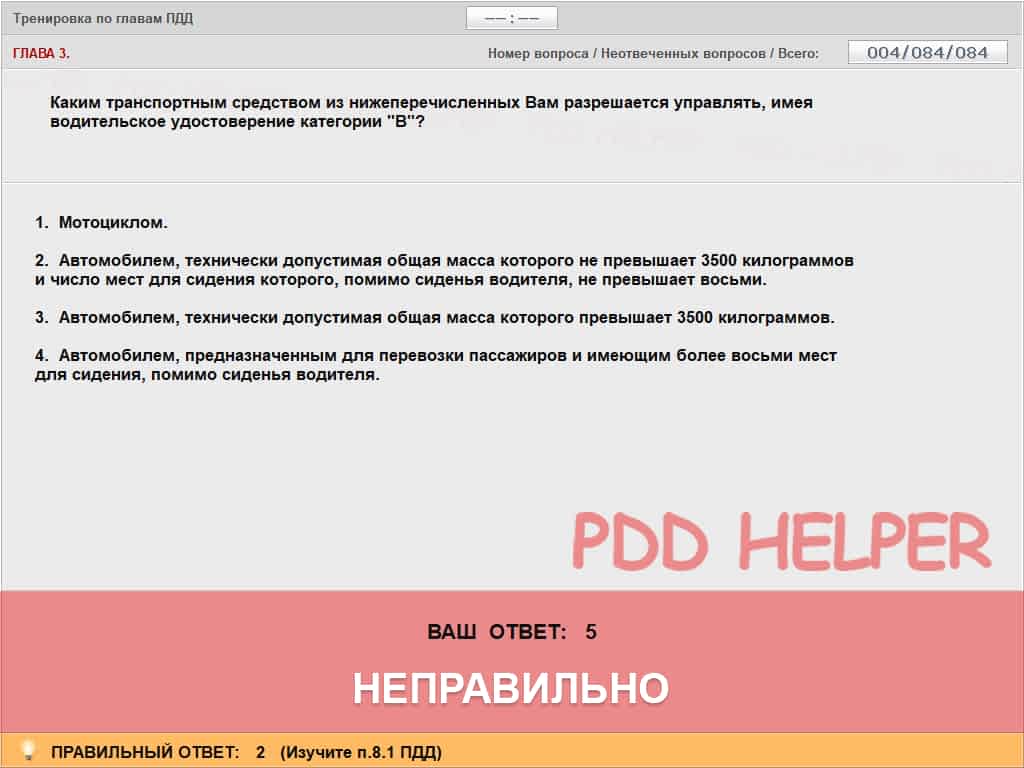 Тренировка по главам ПДД
—— : ——
ГЛАВА 3.
Номер вопроса / Неотвеченных вопросов / Всего:
004/084/084
Каким транспортным средством из нижеперечисленных Вам разрешается управлять, имея
водительское удостоверение категории "В"?
1. Мотоциклом.
2. Автомобилем, технически допустимая общая масса которого не превышает 3500 килограммов
и число мест для сидения которого, помимо сиденья водителя, не превышает восьми.
3. Автомобилем, технически допустимая общая масса которого превышает 3500 килограммов.
4. Автомобилем, предназначенным для перевозки пассажиров и имеющим более восьми мест
для сидения, помимо сиденья водителя.
PDD HELPER
ВАШ ОТВЕТ: 5
НЕПРАВИЛЬНО
ПРАВИЛЬНЫЙ ОТВЕТ: 2 (Изучите п.8.1 ПДД)